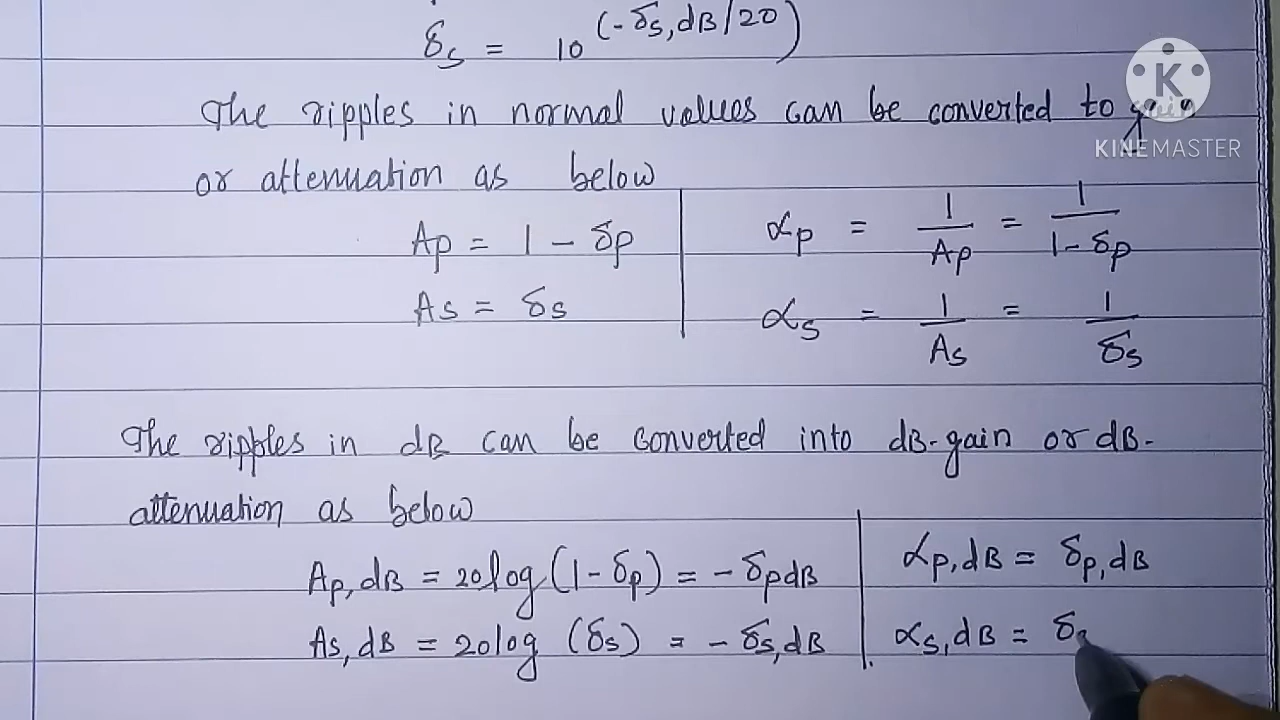 δs = 10^(-δs,dB/20)
K
KINEMASTER
The ripples in normal values can be converted to gain
or attenuation as below
Ap = 1 - δp
αp = 1/Ap = 1/(1-δp)
As = δs
αs = 1/As = 1/δs
The ripples in dB can be converted into dB-gain or dB-
attenuation as below
Ap,dB = 20log(1-δp) = -δpdB
αp,dB = δp,dB
As,dB = 20log (δs) = -δs,dB
αs,dB = δ